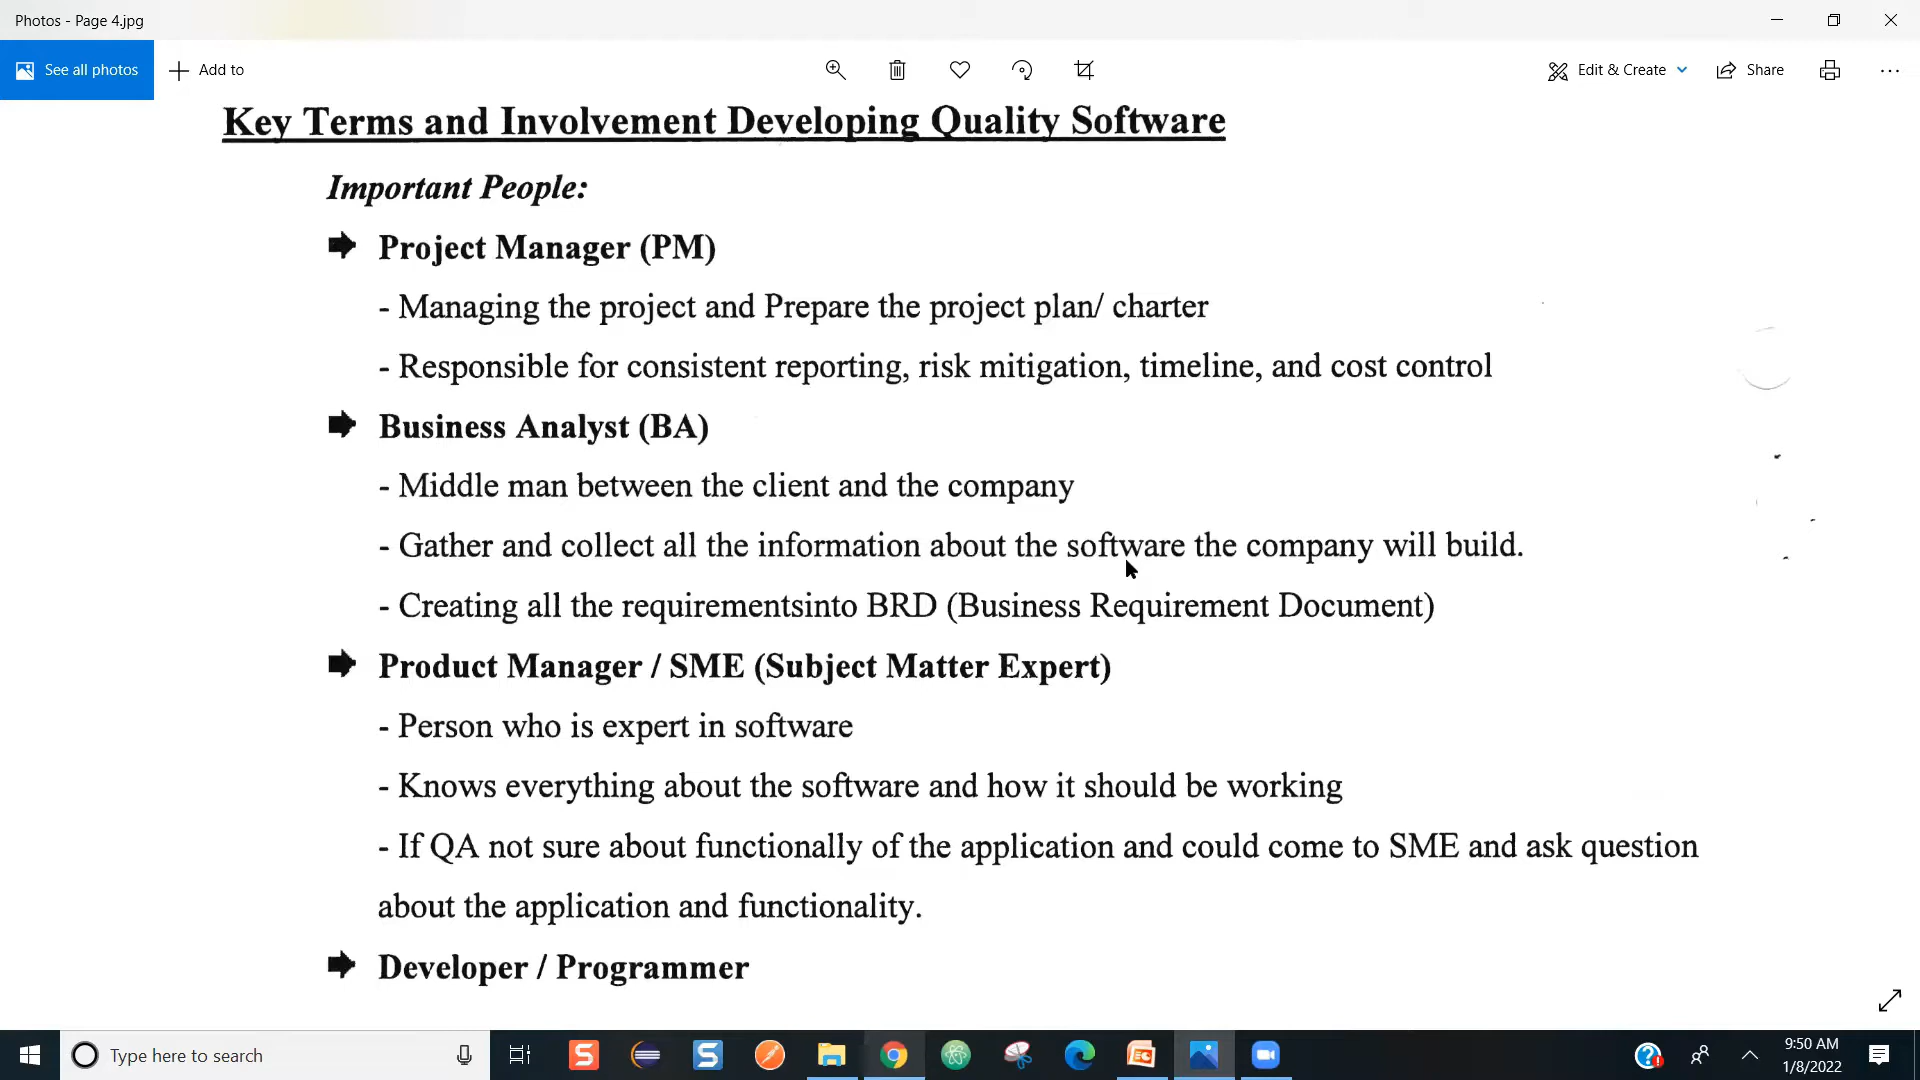 Photos - Page 4.jpg
See all photos
Add to
Edit & Create
Share
Key Terms and Involvement Developing Quality Software
Important People:
Project Manager (PM)
- Managing the project and Prepare the project plan/ charter
- Responsible for consistent reporting, risk mitigation, timeline, and cost control
Business Analyst (BA)
- Middle man between the client and the company
- Gather and collect all the information about the software the company will build.
- Creating all the requirementsinto BRD (Business Requirement Document)
Product Manager / SME (Subject Matter Expert)
- Person who is expert in software
- Knows everything about the software and how it should be working
- If QA not sure about functionally of the application and could come to SME and ask question
about the application and functionality.
Developer / Programmer
Type here to search
9:50 AM
1/8/2022